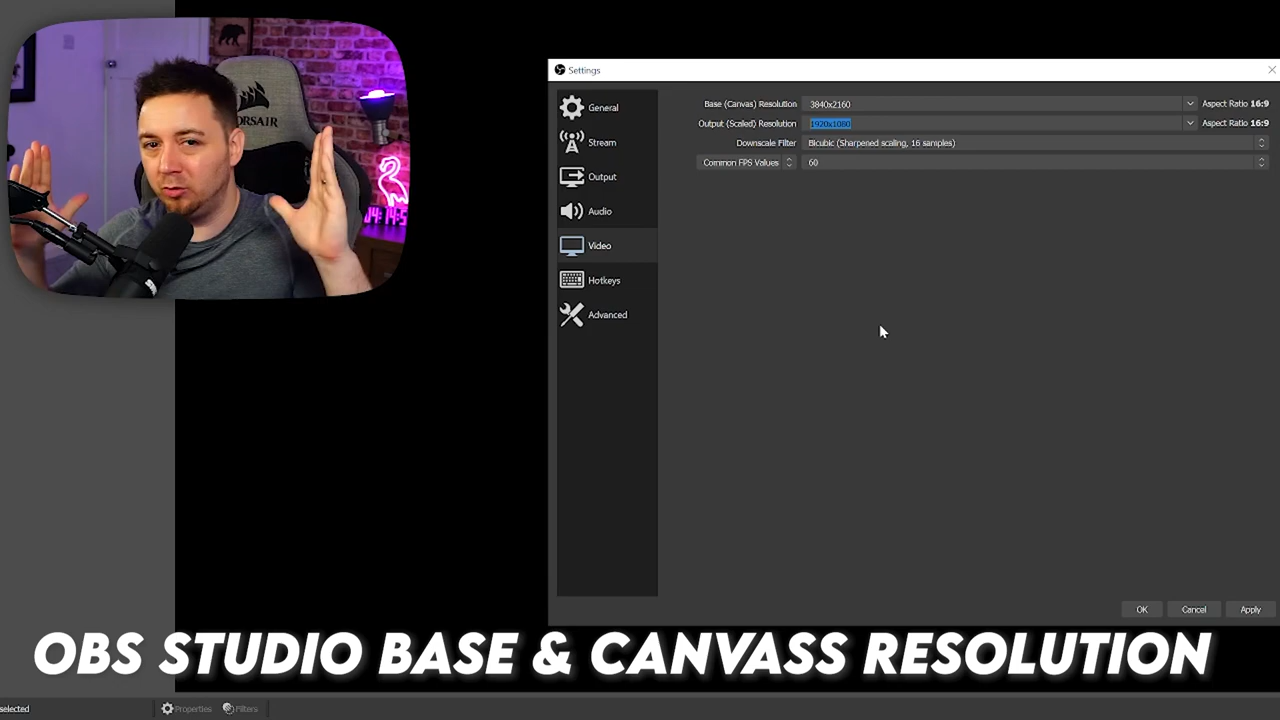 CORSAIR
Settings
General
Stream
Output
Audio
Video
Hotkeys
Advanced
Base (Canvas) Resolution 3840x2160 Aspect Ratio 16:9
Output (Scaled) Resolution 1920x1080 Aspect Ratio 16:9
Downscale Filter Bicubic (Sharpened scaling, 16 samples)
Common FPS Values 60
OK Cancel Apply
OBS STUDIO BASE & CANVASS RESOLUTION
selected Properties Filters